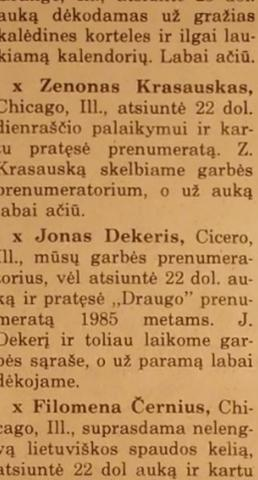 auką dėkodamas už gražias
kalėdines korteles ir ilgai lau-
kiamą kalendorių. Labai ačiū.
x Zenonas Krasauskas,
Chicago, Ill., atsiuntė 22 dol.
dienraščio palaikymui ir kar-
tu pratęsė prenumeratą. Z.
Krasauską skelbiame garbės
prenumeratorium, o už auką
labai ačiū.
x Jonas Dekeris, Cicero,
Ill., mūsų garbės prenumera-
torius, vėl atsiuntė 22 dol. au-
ką ir pratęsė ,,Draugo” prenu-
meratą 1985 metams. J.
Dekerį ir toliau laikome gar-
bės sąraše, o už paramą labai
dėkojame.
x Filomena Černius, Chi-
cago, Ill., suprasdama neleng-
vą lietuviškos spaudos kelią,
atsiuntė 22 dol auką ir kartu